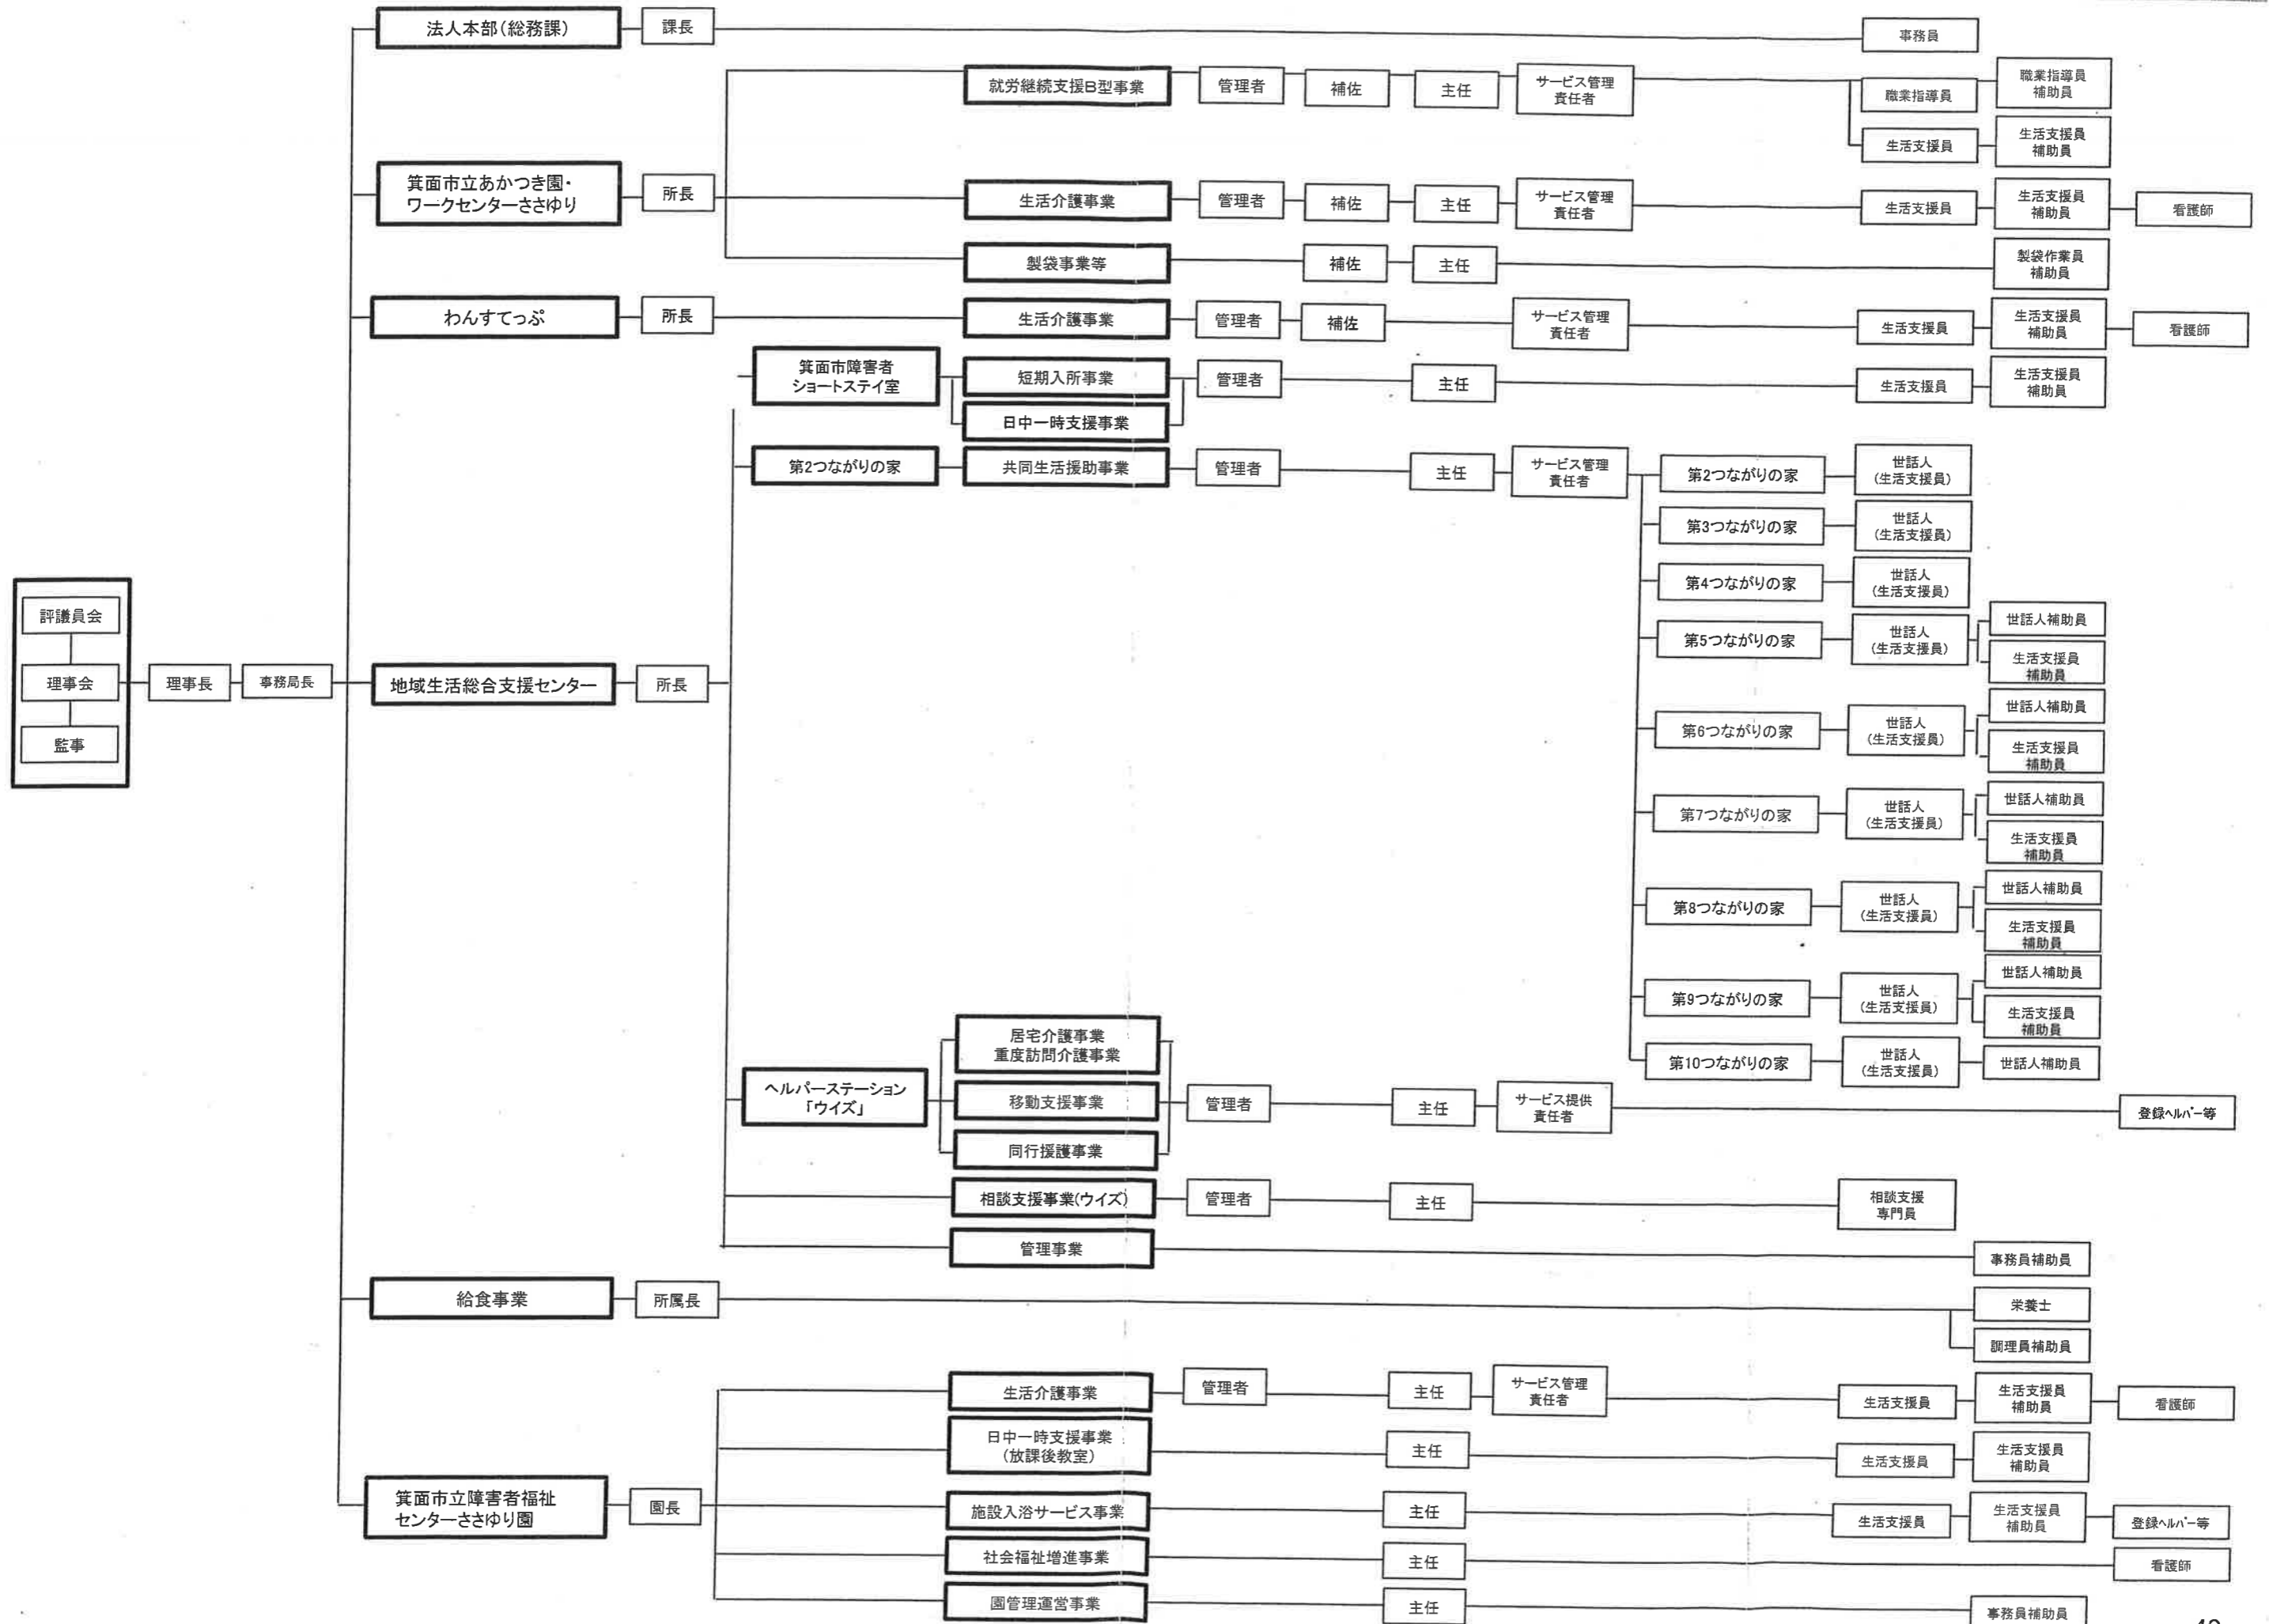 法人本部（総務課）
課長
事務員
就労継続支援B型事業
管理者
補佐
主任
サービス管理
責任者
職業指導員
職業指導員
補助員
生活支援員
生活支援員
補助員
箕面市立あかつき園・
ワークセンターささゆり
所長
生活介護事業
管理者
補佐
主任
サービス管理
責任者
生活支援員
生活支援員
補助員
看護師
製袋事業等
補佐
主任
製袋作業員
補助員
わんすてっぷ
所長
生活介護事業
管理者
補佐
サービス管理
責任者
生活支援員
生活支援員
補助員
看護師
箕面市障害者
ショートステイ室
短期入所事業
日中一時支援事業
管理者
主任
生活支援員
生活支援員
補助員
第2つながりの家
共同生活援助事業
管理者
主任
サービス管理
責任者
第2つながりの家
世話人
（生活支援員）
第3つながりの家
世話人
（生活支援員）
第4つながりの家
世話人
（生活支援員）
第5つながりの家
世話人
（生活支援員）
世話人補助員
生活支援員
補助員
評議員会
理事会
監事
理事長
事務局長
地域生活総合支援センター
所長
第6つながりの家
世話人
（生活支援員）
世話人補助員
生活支援員
補助員
第7つながりの家
世話人
（生活支援員）
世話人補助員
生活支援員
補助員
第8つながりの家
世話人
（生活支援員）
世話人補助員
生活支援員
補助員
第9つながりの家
世話人
（生活支援員）
世話人補助員
生活支援員
補助員
第10つながりの家
世話人
（生活支援員）
世話人補助員
ヘルパーステーション
「ウイズ」
居宅介護事業
重度訪問介護事業
移動支援事業
同行援護事業
管理者
主任
サービス提供
責任者
登録ヘルパー等
相談支援事業(ウイズ)
管理者
主任
相談支援
専門員
管理事業
事務員補助員
給食事業
所属長
栄養士
調理員補助員
箕面市立障害者福祉
センターささゆり園
園長
生活介護事業
管理者
主任
サービス管理
責任者
生活支援員
生活支援員
補助員
看護師
日中一時支援事業
（放課後教室）
主任
生活支援員
生活支援員
補助員
施設入浴サービス事業
主任
生活支援員
生活支援員
補助員
登録ヘルパー等
社会福祉増進事業
主任
看護師
園管理運営事業
主任
事務員補助員